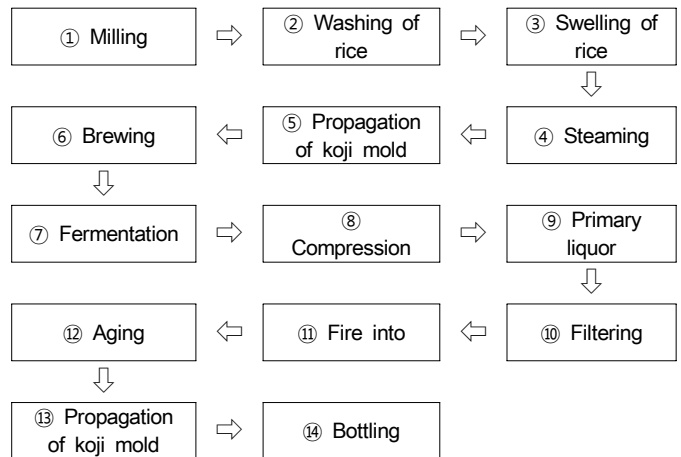 ① Milling
② Washing of
rice
③ Swelling of
rice
④ Steaming
⑤ Propagation
of koji mold
⑥ Brewing
⑦ Fermentation
⑧
Compression
⑨ Primary
liquor
⑩ Filtering
⑪ Fire into
⑫ Aging
⑬ Propagation
of koji mold
⑭ Bottling